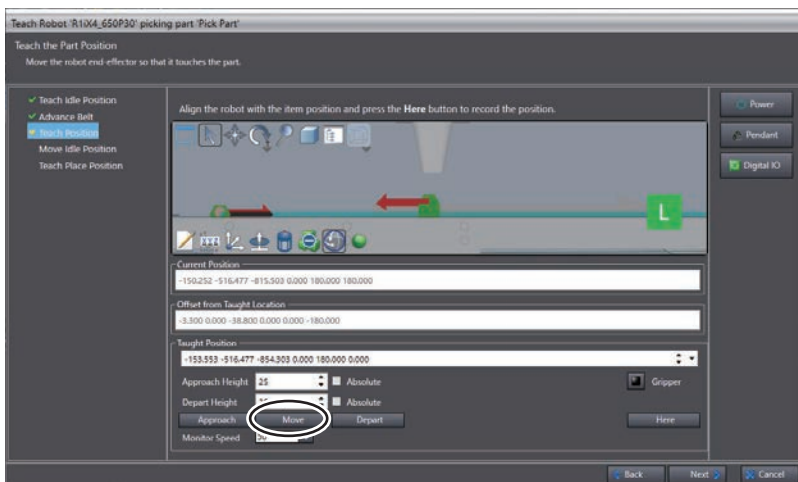 Teach Robot 'R1iX4_650P30' picking part 'Pick Part'
Teach the Part Position
Move the robot end-effector so that it touches the part.
Teach Idle Position
Advance Belt
Teach Position
Move Idle Position
Teach Place Position
Align the robot with the item position and press the Here button to record the position.
L
Current Position
-150.252 -516.477 -815.503 0.000 180.000 180.000
Offset from Taught Location
-3.300 0.000 -38.800 0.000 0.000 -180.000
Taught Position
-153.553 -516.477 -854.303 0.000 180.000 0.000
Approach Height 25 Absolute
Gripper
Depart Height Absolute
Approach Move Depart
Here
Monitor Speed
Power
Pendant
Digital IO
Back Next Cancel